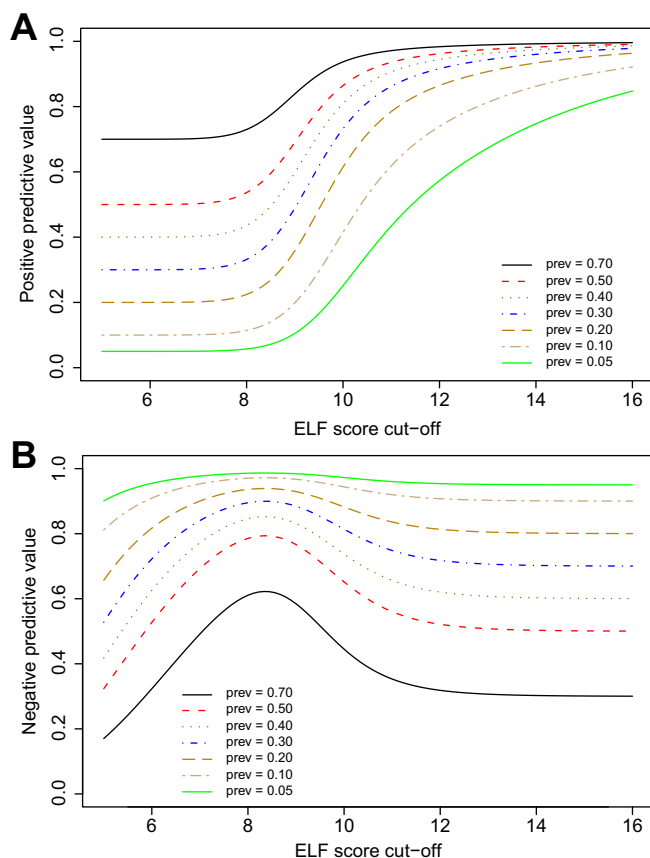 A
Positive predictive value
1.0
0.8
0.6
0.4
0.2
0.0
prev = 0.70
prev = 0.50
prev = 0.40
prev = 0.30
prev = 0.20
prev = 0.10
prev = 0.05
6 8 10 12 14 16
ELF score cut-off
B
Negative predictive value
1.0
0.8
0.6
0.4
0.2
0.0
prev = 0.70
prev = 0.50
prev = 0.40
prev = 0.30
prev = 0.20
prev = 0.10
prev = 0.05
6 8 10 12 14 16
ELF score cut-off